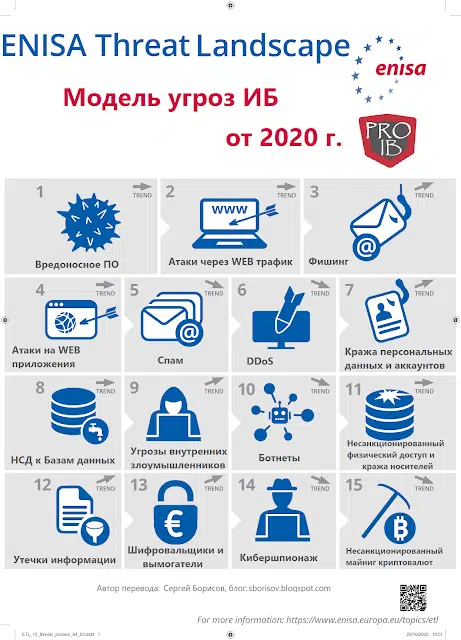 ENISA Threat Landscape
enisa
Модель угроз ИБ
от 2020 г.
PRO
IB
1
TREND
Вредоносное ПО
2
TREND
WWW
Атаки через WEB трафик
3
TREND
@
Фишинг
4
TREND
Атаки на WEB
приложения
5
TREND
@
Спам
6
TREND
DDoS
7
TREND
Кража персональных
данных и аккаунтов
8
TREND
НСД к Базам данных
9
TREND
Угрозы внутренних
злоумышленников
10
TREND
Ботнеты
11
TREND
Несанкционированный
физический доступ и
кража носителей
12
TREND
Утечки информации
13
TREND
€
Шифровальщики и
вымогатели
14
TREND
Кибершпионаж
15
TREND
Несанкционированный
майниг криптовалют
Автор перевода: Сергей Борисов, блог:sborisov.blogspot.com
For more information: https://www.enisa.europa.eu/topics/etl